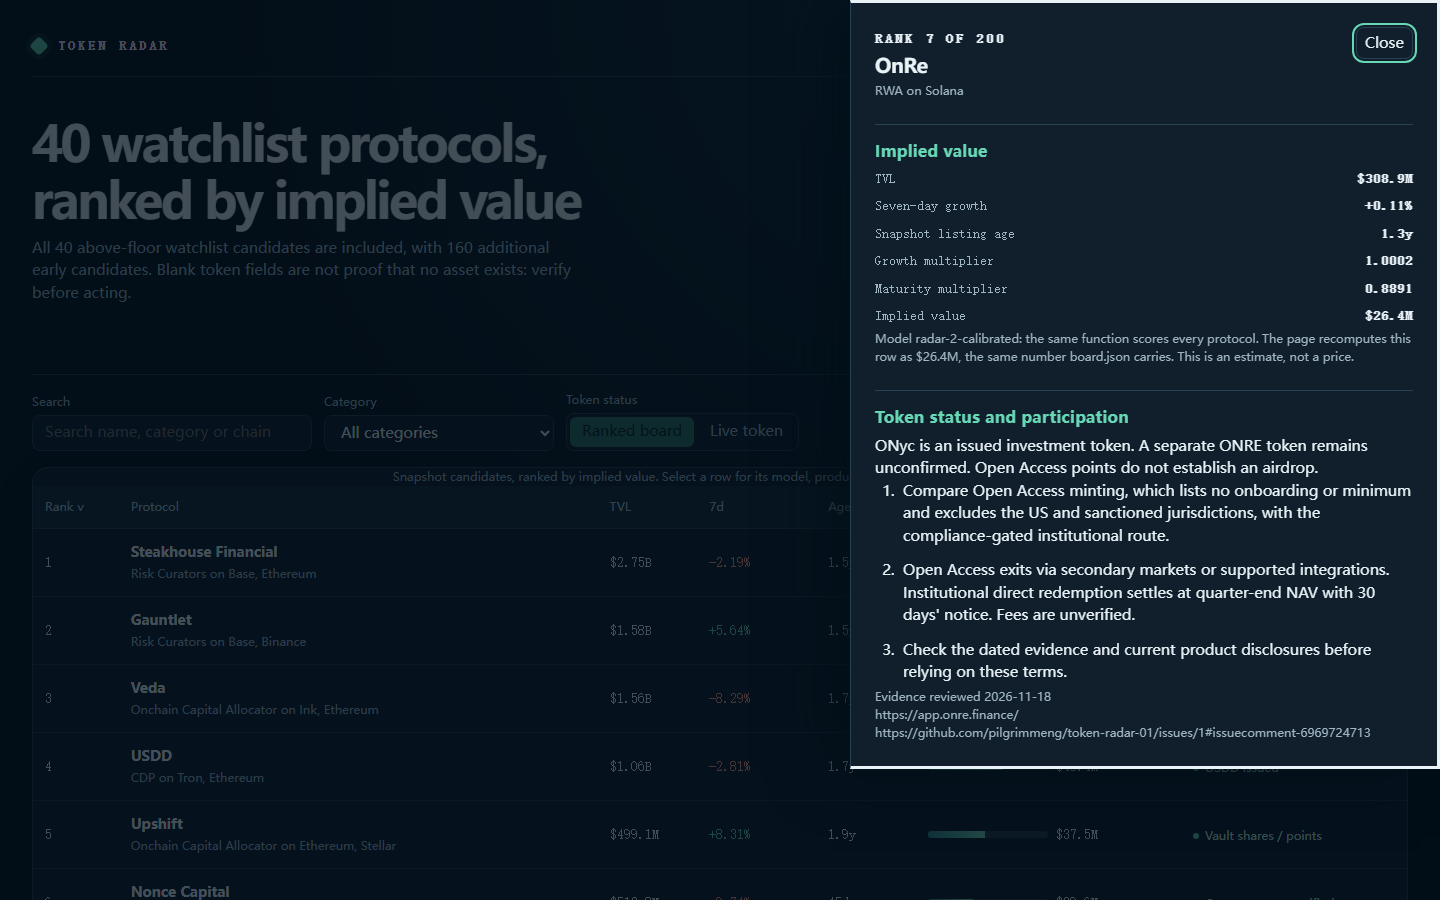 TOKEN RADAR
40 watchlist protocols,
ranked by implied value
All 40 above-floor watchlist candidates are included, with 160 additional
early candidates. Blank token fields are not proof that no asset exists: verify
before acting.
Search
Category
Token status
Search name, category or chain
All categories
Ranked board
Live token
Snapshot candidates, ranked by implied value. Select a row for its model, produ
Rank v
Protocol
TVL
7d
Age
1
Steakhouse Financial
Risk Curators on Base, Ethereum
$2.75B
−2.19%
1.5
2
Gauntlet
Risk Curators on Base, Binance
$1.58B
+5.64%
1.5
3
Veda
Onchain Capital Allocator on Ink, Ethereum
$1.56B
−8.29%
1.7
4
USDD
CDP on Tron, Ethereum
$1.06B
−2.81%
1.7y
5
Upshift
Onchain Capital Allocator on Ethereum, Stellar
$499.1M
+8.31%
1.9y
$37.5M
Vault shares / points
Nonce Capital
RANK 7 OF 200
OnRe
RWA on Solana
Close
Implied value
TVL
$308.9M
Seven-day growth
+0.11%
Snapshot listing age
1.3y
Growth multiplier
1.0002
Maturity multiplier
0.8891
Implied value
$26.4M
Model radar-2-calibrated: the same function scores every protocol. The page recomputes this
row as $26.4M, the same number board.json carries. This is an estimate, not a price.
Token status and participation
ONyc is an issued investment token. A separate ONRE token remains
unconfirmed. Open Access points do not establish an airdrop.
1. Compare Open Access minting, which lists no onboarding or minimum
and excludes the US and sanctioned jurisdictions, with the
compliance-gated institutional route.
2. Open Access exits via secondary markets or supported integrations.
Institutional direct redemption settles at quarter-end NAV with 30
days' notice. Fees are unverified.
3. Check the dated evidence and current product disclosures before
relying on these terms.
Evidence reviewed 2026-11-18
https://app.onre.finance/
https://github.com/pilgrimmeng/token-radar-01/issues/1#issuecomment-6969724713